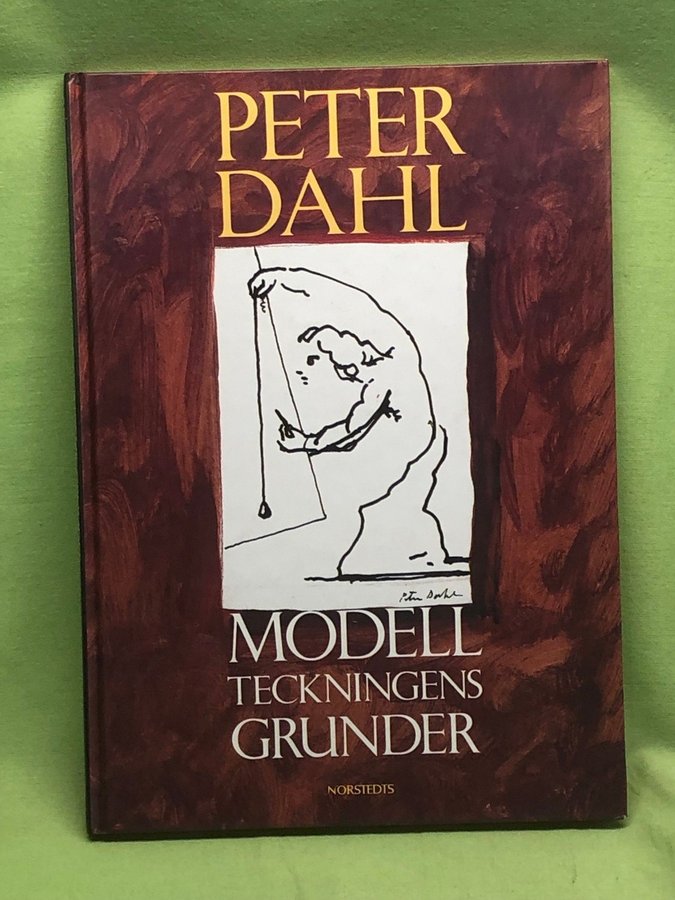 PETER
DAHL
Peter Dahl
MODELL
TECKNINGENS
GRUNDER
NORSTEDTS